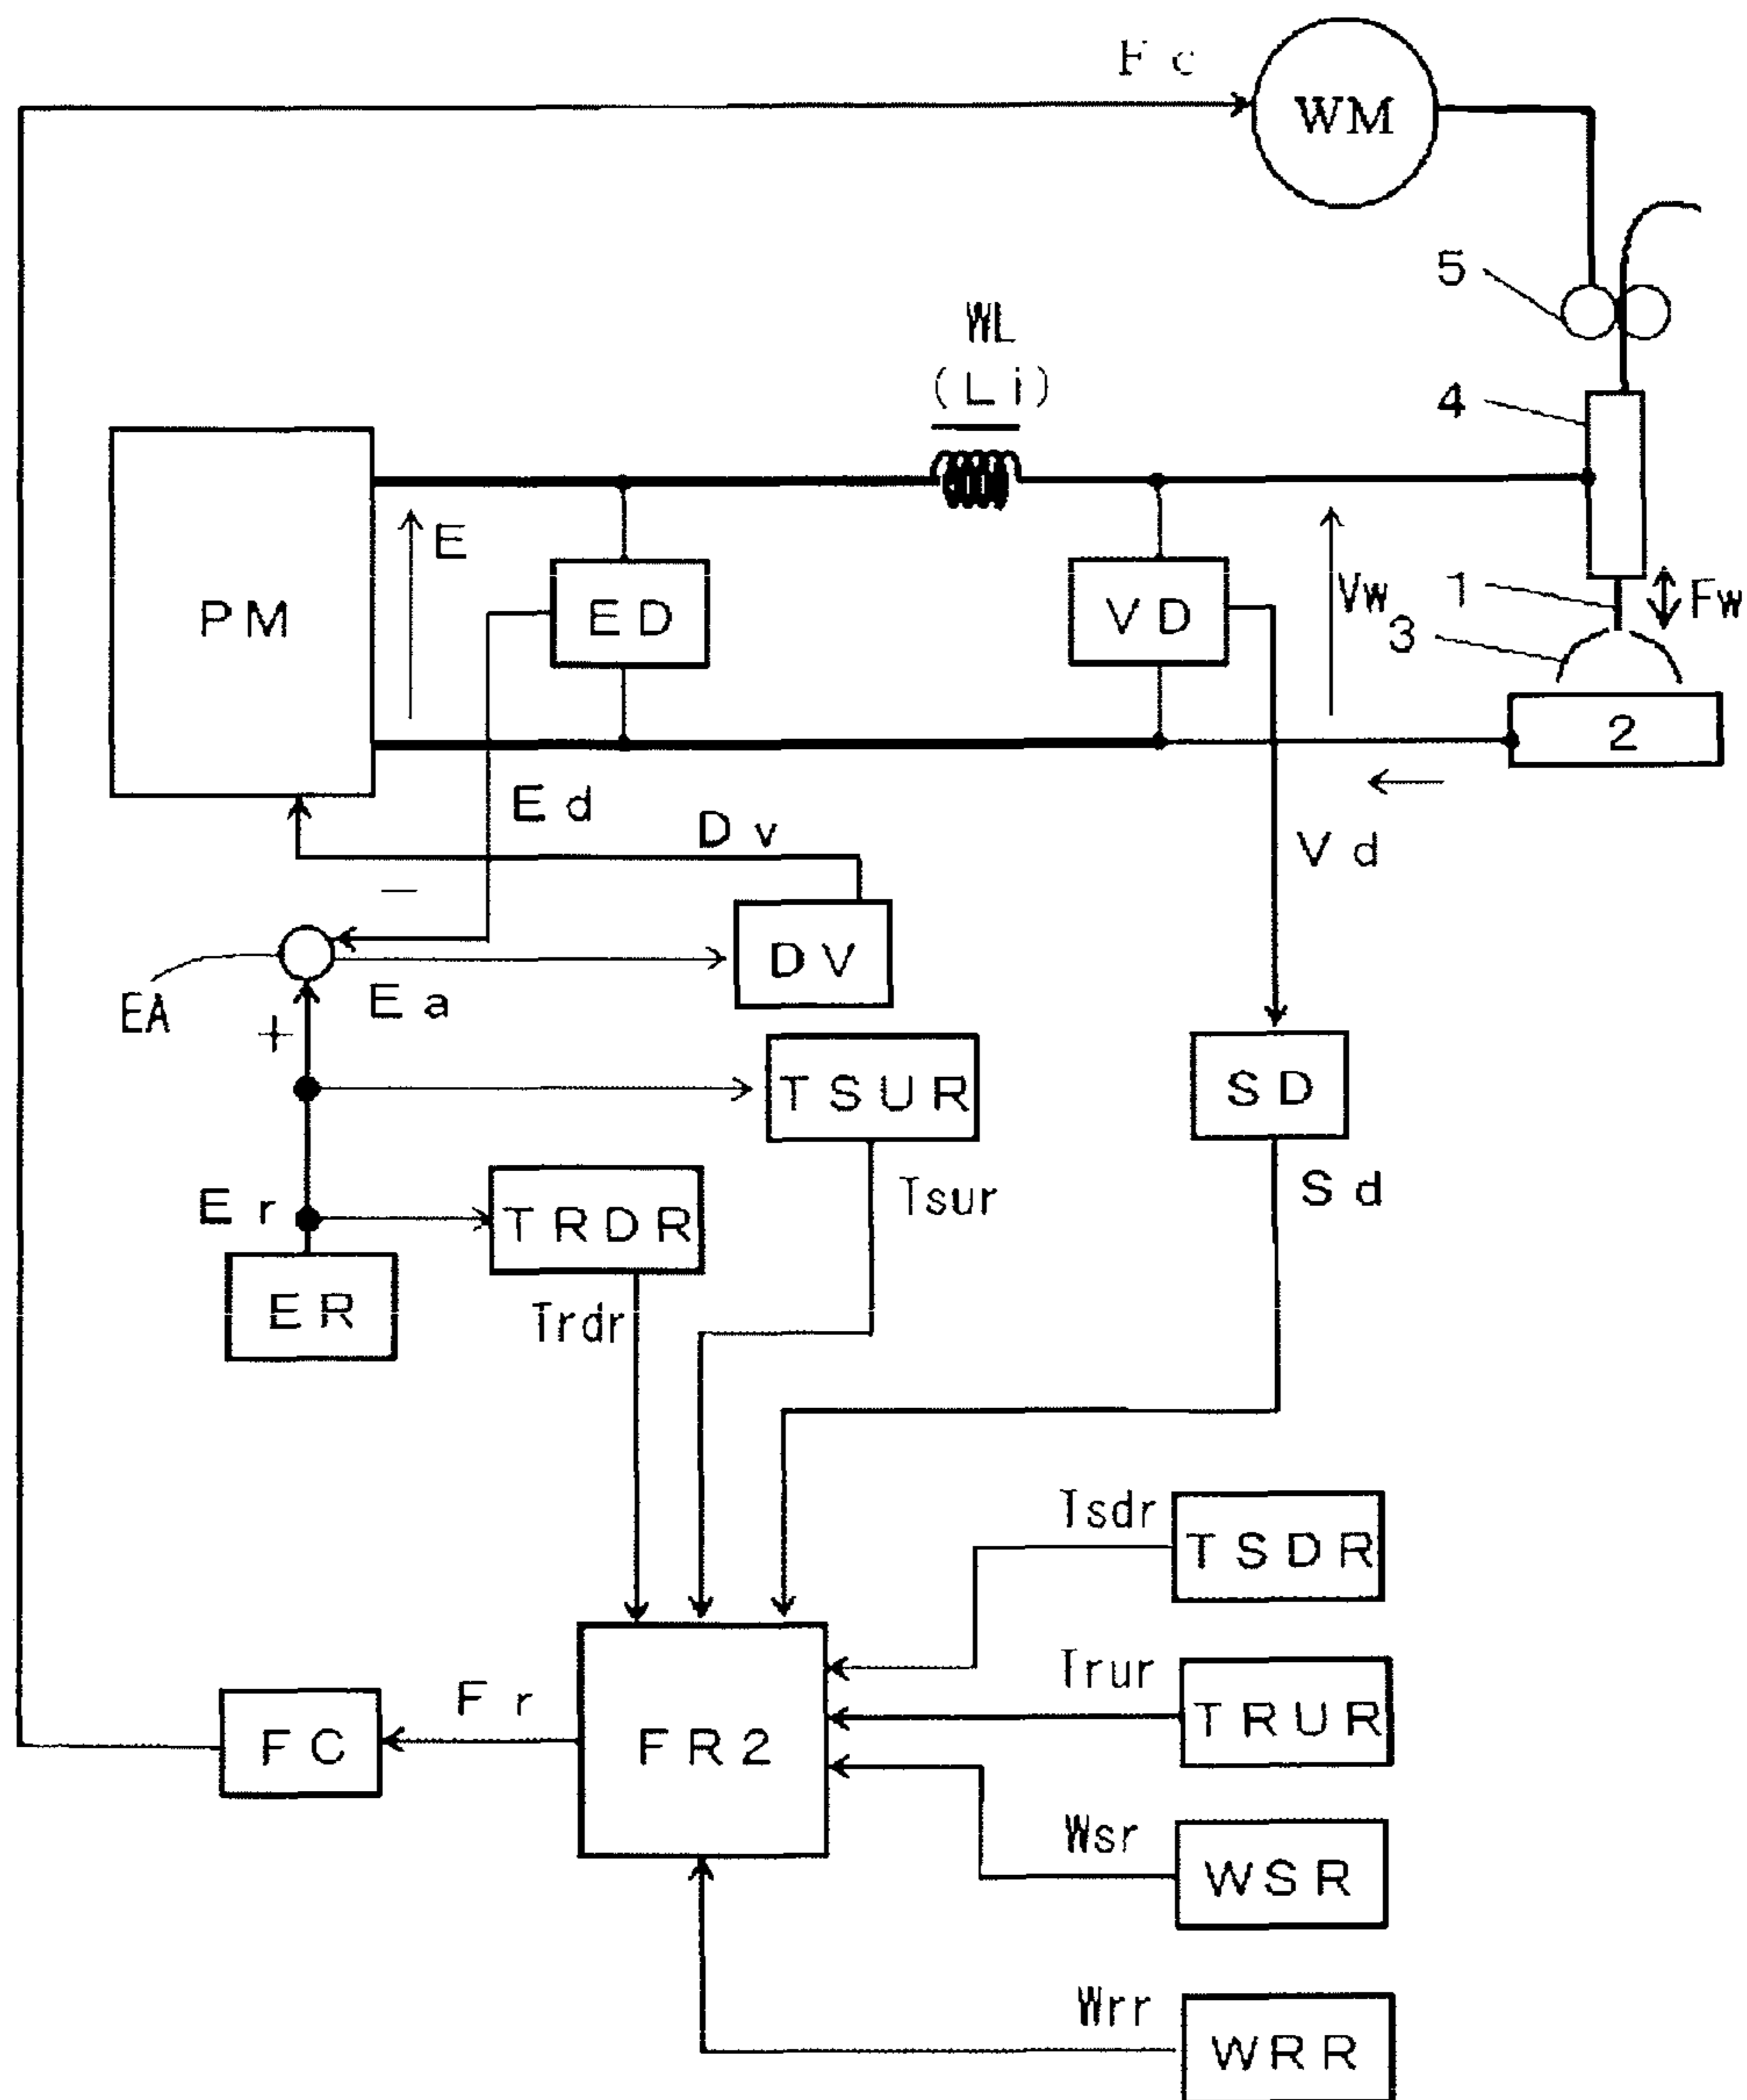 Fc
WM
5
WL
(Li)
4
E
PM
ED
VD
Vw
1
Fw
3
2
Ed
Dv
Vd
−
DV
EA
Ea
+
TSUR
SD
Er
TRDR
Tsur
Sd
ER
Trdr
Tsdr
TSDR
Trur
TRUR
Fr
FC
FR2
Wsr
WSR
Wrr
WRR